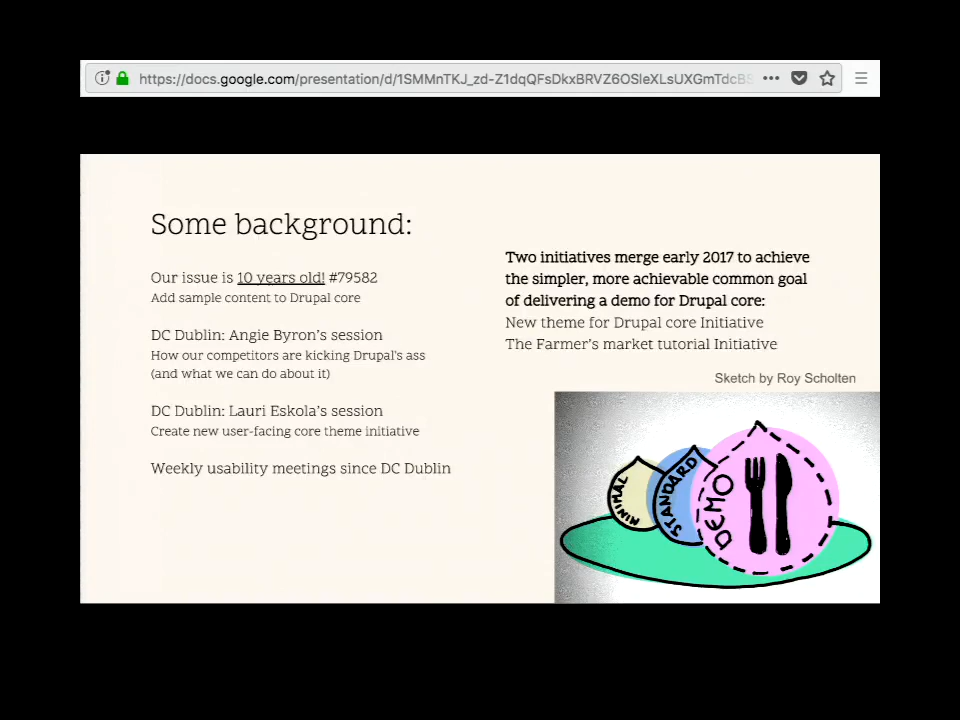 https://docs.google.com/presentation/d/1SMMnTKJ_zd-Z1dqQFsDkxBRVZ6OSleXLsUXGmTdcBS
Some background:
Our issue is 10 years old! #79582
Add sample content to Drupal core
DC Dublin: Angie Byron's session
How our competitors are kicking Drupal's ass
(and what we can do about it)
DC Dublin: Lauri Eskola's session
Create new user-facing core theme initiative
Weekly usability meetings since DC Dublin
Two initiatives merge early 2017 to achieve
the simpler, more achievable common goal
of delivering a demo for Drupal core:
New theme for Drupal core Initiative
The Farmer's market tutorial Initiative
Sketch by Roy Scholten
MINIMAL
STANDARD
DEMO